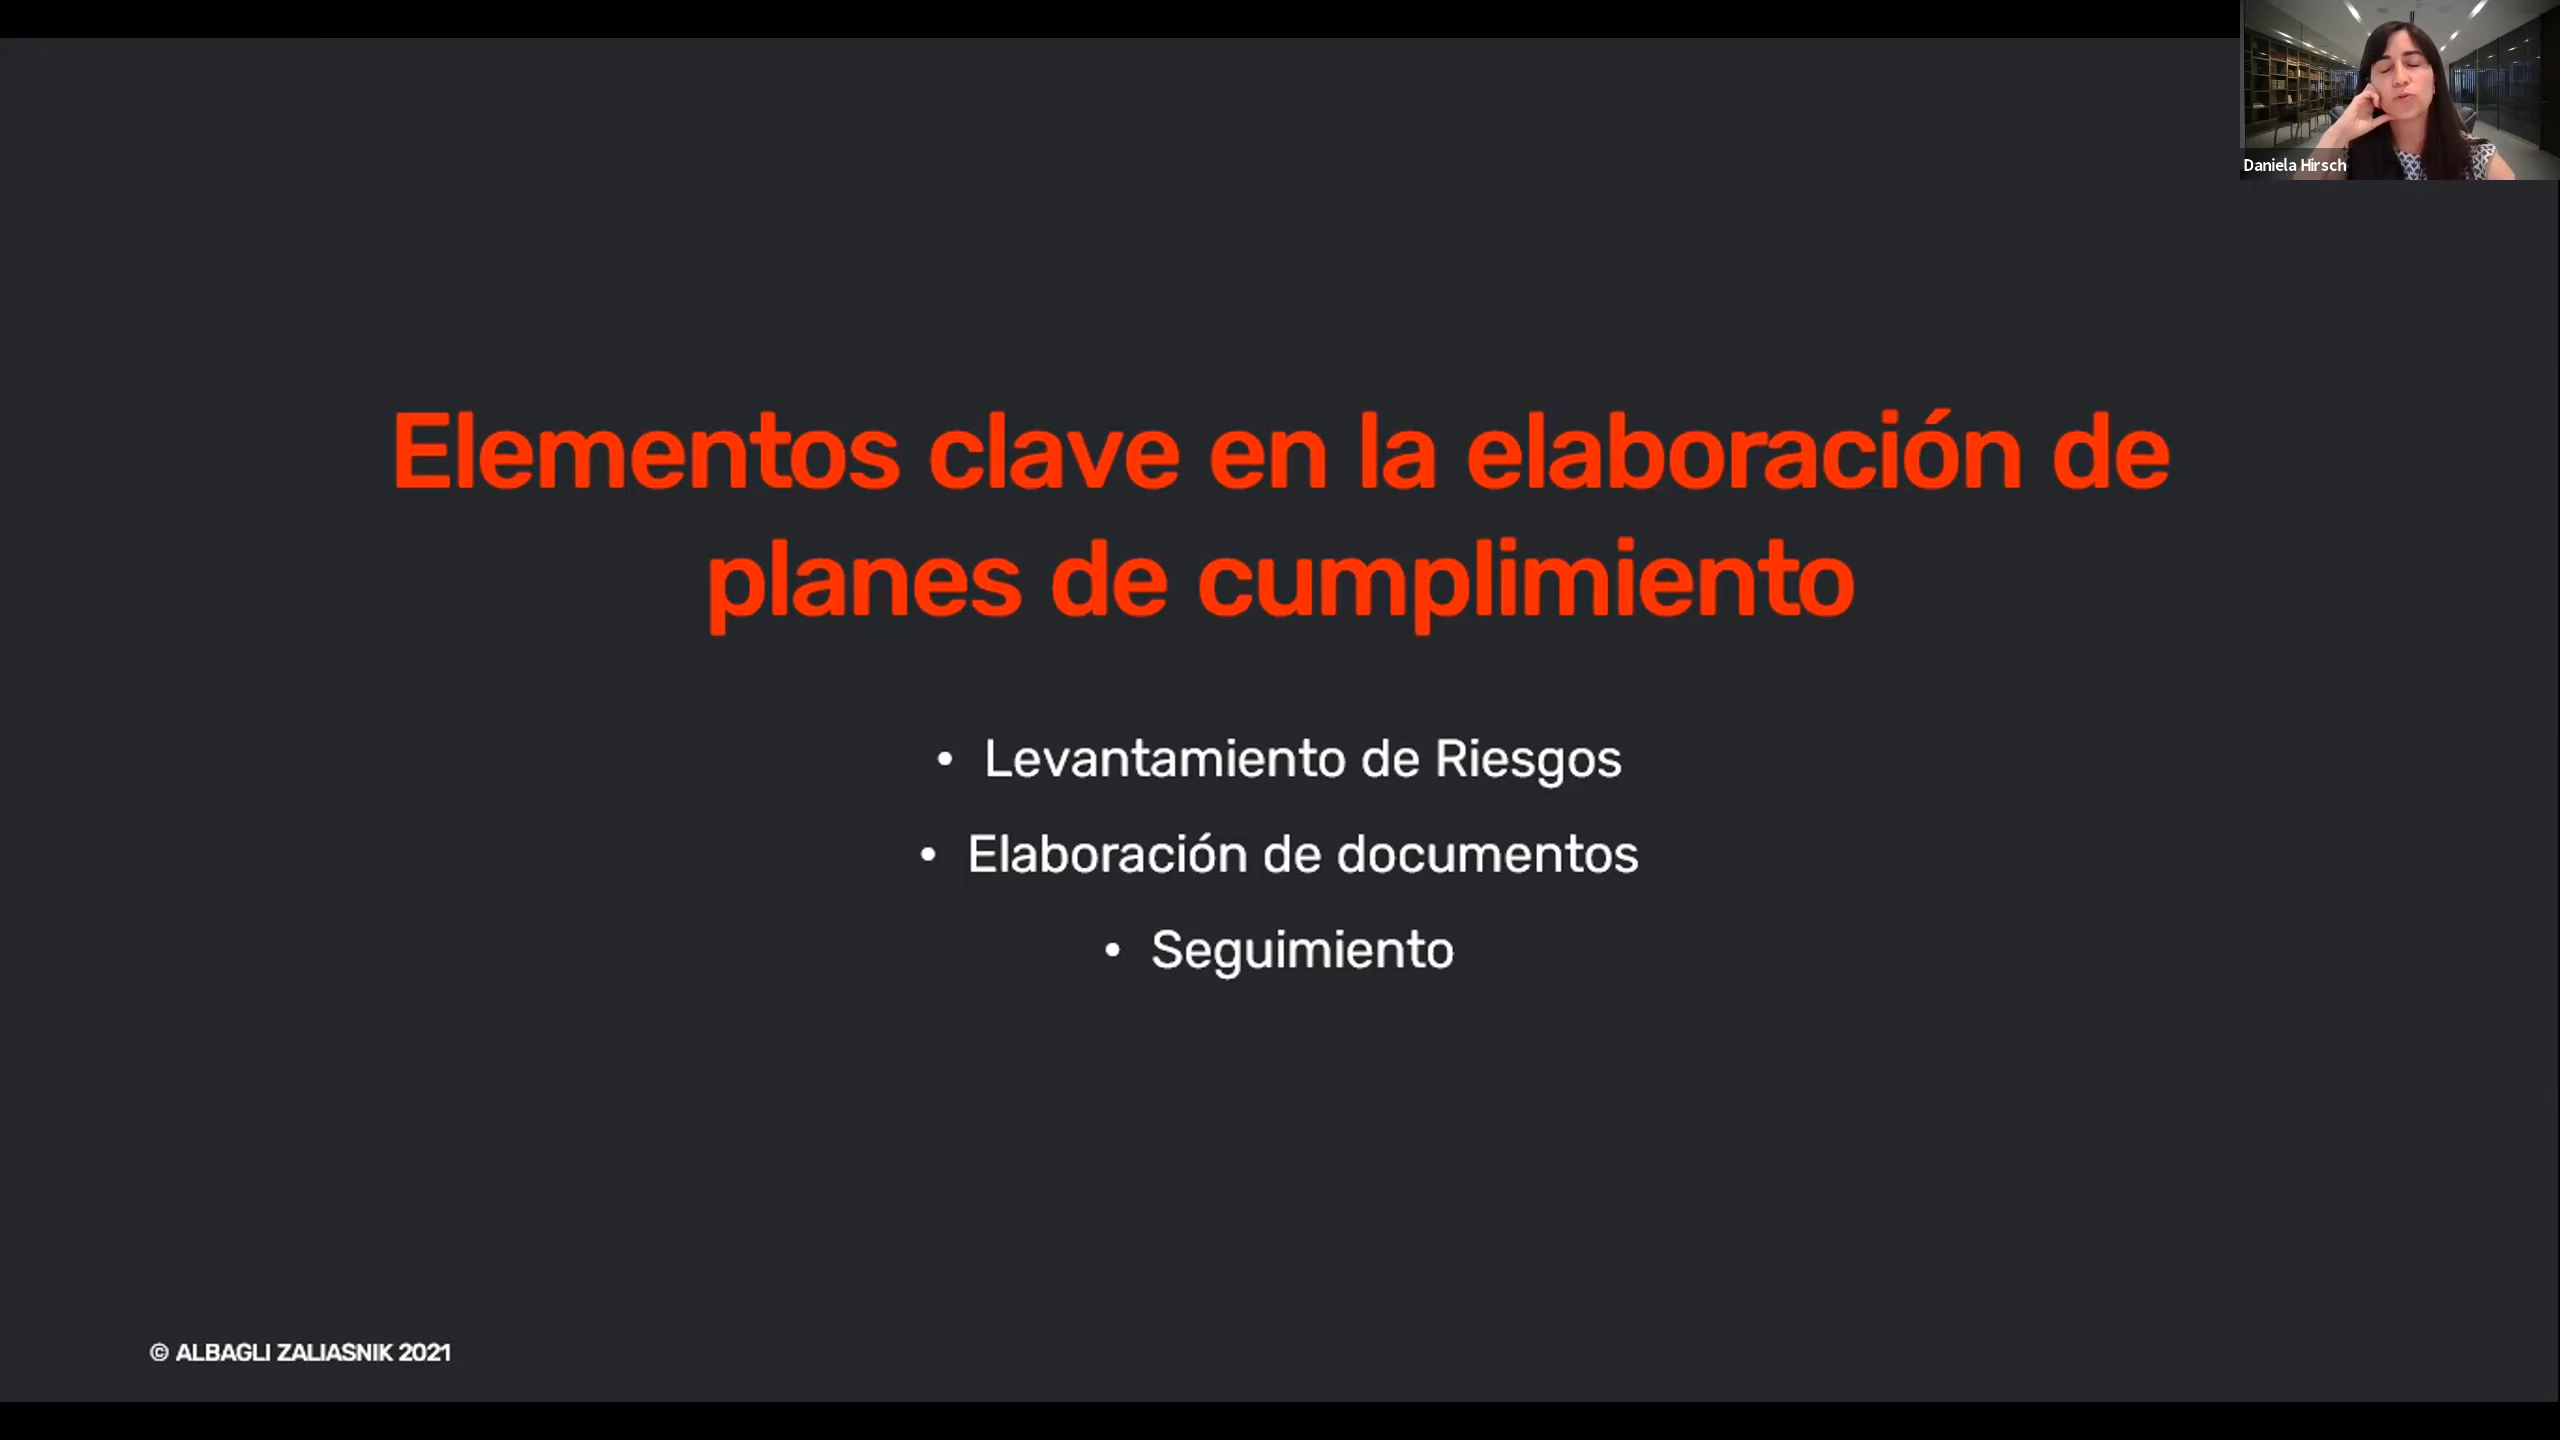 Daniela Hirsch
Elementos clave en la elaboración de
planes de cumplimiento
• Levantamiento de Riesgos
• Elaboración de documentos
• Seguimiento
© ALBAGLI ZALIASNIK 2021